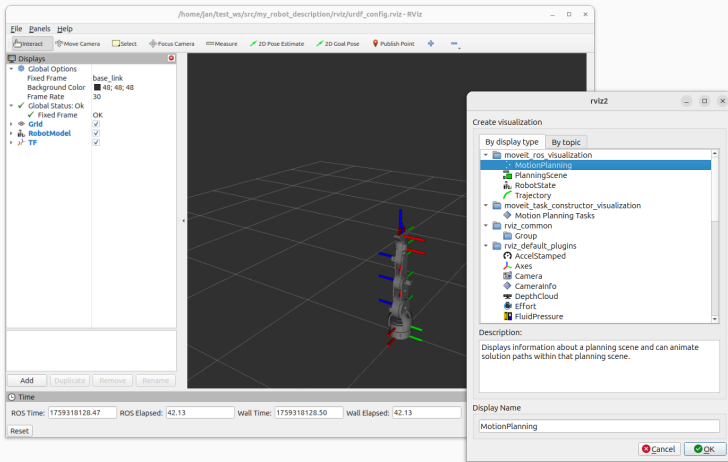 /home/jan/test_ws/src/my_robot_description/rviz/urdf_config.rviz - RViz
File Panels Help
Interact Move Camera Select Focus Camera Measure 2D Pose Estimate 2D Goal Pose Publish Point
Displays
Global Options
Fixed Frame base_link
Background Color 48; 48; 48
Frame Rate 30
Global Status: Ok
Fixed Frame OK
Grid
RobotModel
TF
Add Duplicate Remove Rename
Time
ROS Time: 1759318128.47 ROS Elapsed: 42.13 Wall Time: 1759318128.50 Wall Elapsed: 42.13
Reset
rviz2
Create visualization
By display type By topic
moveit_ros_visualization
MotionPlanning
PlanningScene
RobotState
Trajectory
moveit_task_constructor_visualization
Motion Planning Tasks
rviz_common
Group
rviz_default_plugins
AccelStamped
Axes
Camera
CameraInfo
DepthCloud
Effort
FluidPressure
Description:
Displays information about a planning scene and can animate
solution paths within that planning scene.
Display Name
MotionPlanning
Cancel OK